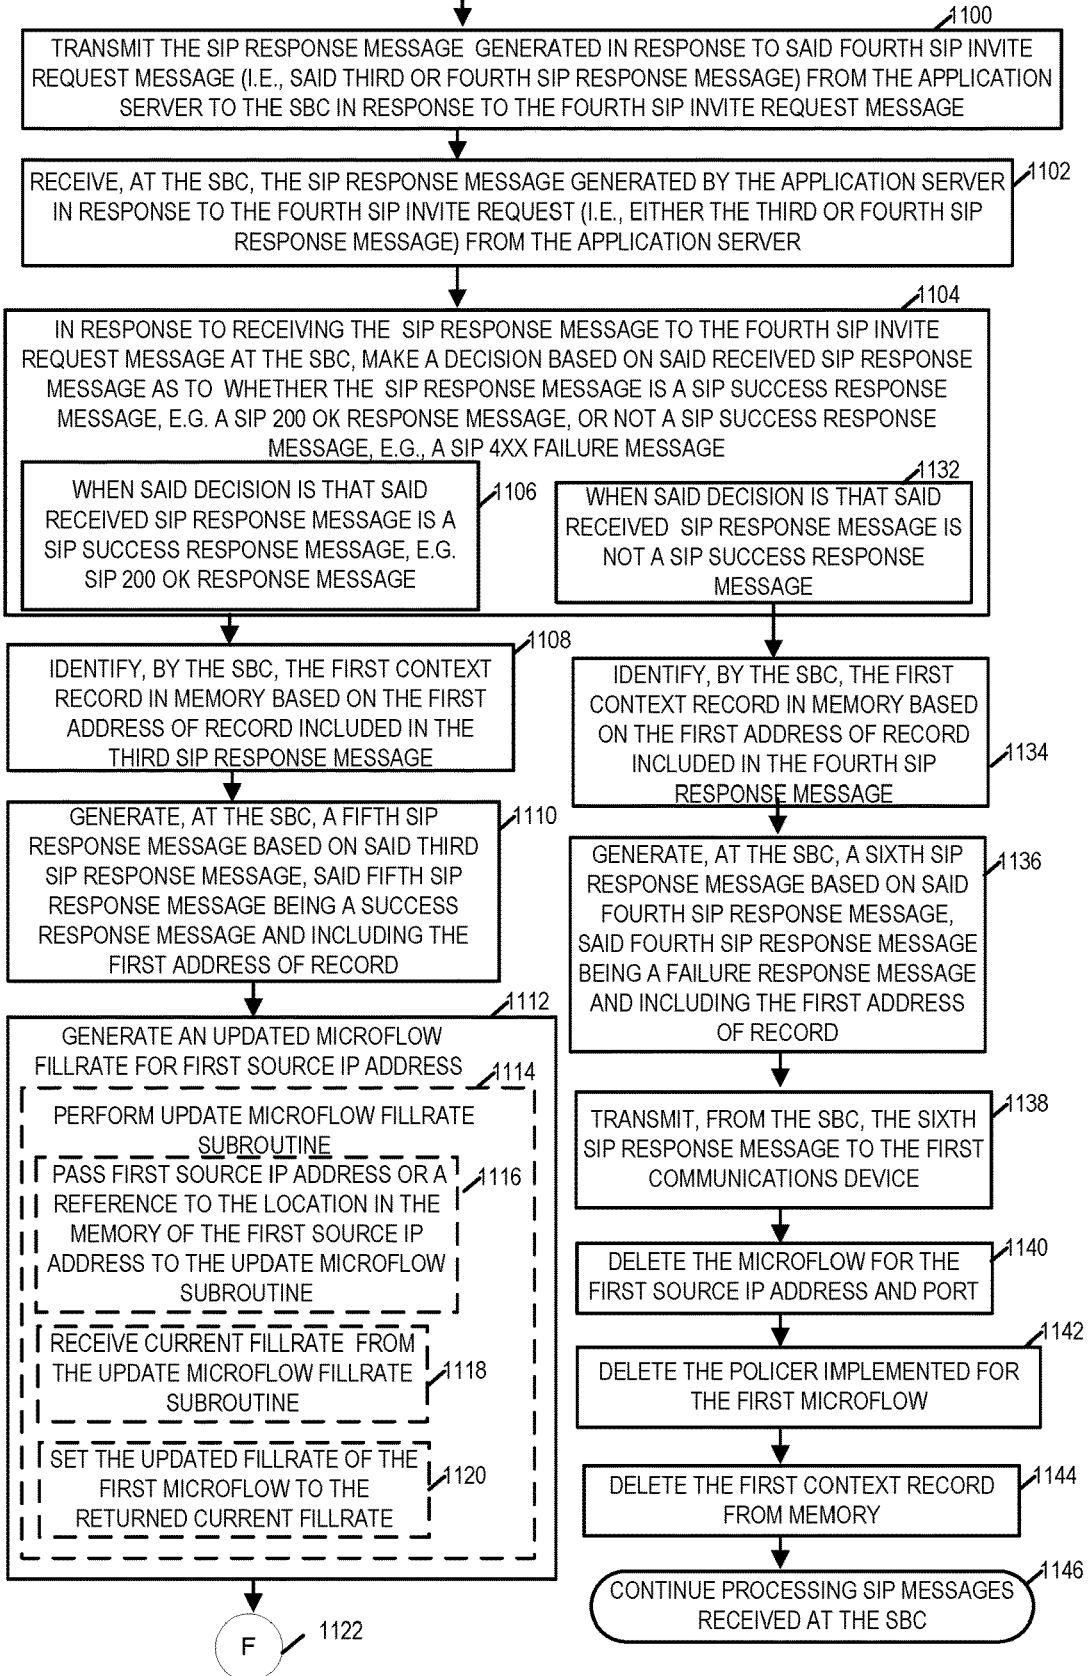 1100
TRANSMIT THE SIP RESPONSE MESSAGE GENERATED IN RESPONSE TO SAID FOURTH SIP INVITE
REQUEST MESSAGE (I.E., SAID THIRD OR FOURTH SIP RESPONSE MESSAGE) FROM THE APPLICATION
SERVER TO THE SBC IN RESPONSE TO THE FOURTH SIP INVITE REQUEST MESSAGE
1102
RECEIVE, AT THE SBC, THE SIP RESPONSE MESSAGE GENERATED BY THE APPLICATION SERVER
IN RESPONSE TO THE FOURTH SIP INVITE REQUEST (I.E., EITHER THE THIRD OR FOURTH SIP
RESPONSE MESSAGE) FROM THE APPLICATION SERVER
1104
IN RESPONSE TO RECEIVING THE SIP RESPONSE MESSAGE TO THE FOURTH SIP INVITE
REQUEST MESSAGE AT THE SBC, MAKE A DECISION BASED ON SAID RECEIVED SIP RESPONSE
MESSAGE AS TO WHETHER THE SIP RESPONSE MESSAGE IS A SIP SUCCESS RESPONSE
MESSAGE, E.G. A SIP 200 OK RESPONSE MESSAGE, OR NOT A SIP SUCCESS RESPONSE
MESSAGE, E.G., A SIP 4XX FAILURE MESSAGE
1106
WHEN SAID DECISION IS THAT SAID
RECEIVED SIP RESPONSE MESSAGE IS A
SIP SUCCESS RESPONSE MESSAGE, E.G.
SIP 200 OK RESPONSE MESSAGE
1132
WHEN SAID DECISION IS THAT SAID
RECEIVED SIP RESPONSE MESSAGE IS
NOT A SIP SUCCESS RESPONSE
MESSAGE
1108
IDENTIFY, BY THE SBC, THE FIRST CONTEXT
RECORD IN MEMORY BASED ON THE FIRST
ADDRESS OF RECORD INCLUDED IN THE
THIRD SIP RESPONSE MESSAGE
1110
GENERATE, AT THE SBC, A FIFTH SIP
RESPONSE MESSAGE BASED ON SAID THIRD
SIP RESPONSE MESSAGE, SAID FIFTH SIP
RESPONSE MESSAGE BEING A SUCCESS
RESPONSE MESSAGE AND INCLUDING THE
FIRST ADDRESS OF RECORD
1112
GENERATE AN UPDATED MICROFLOW
FILLRATE FOR FIRST SOURCE IP ADDRESS
1114
PERFORM UPDATE MICROFLOW FILLRATE
SUBROUTINE
1116
PASS FIRST SOURCE IP ADDRESS OR A
REFERENCE TO THE LOCATION IN THE
MEMORY OF THE FIRST SOURCE IP
ADDRESS TO THE UPDATE MICROFLOW
SUBROUTINE
1118
RECEIVE CURRENT FILLRATE FROM
THE UPDATE MICROFLOW FILLRATE
SUBROUTINE
1120
SET THE UPDATED FILLRATE OF THE
FIRST MICROFLOW TO THE
RETURNED CURRENT FILLRATE
F
1122
1134
IDENTIFY, BY THE SBC, THE FIRST
CONTEXT RECORD IN MEMORY BASED
ON THE FIRST ADDRESS OF RECORD
INCLUDED IN THE FOURTH SIP
RESPONSE MESSAGE
1136
GENERATE, AT THE SBC, A SIXTH SIP
RESPONSE MESSAGE BASED ON SAID
FOURTH SIP RESPONSE MESSAGE,
SAID FOURTH SIP RESPONSE MESSAGE
BEING A FAILURE RESPONSE MESSAGE
AND INCLUDING THE FIRST ADDRESS
OF RECORD
1138
TRANSMIT, FROM THE SBC, THE SIXTH
SIP RESPONSE MESSAGE TO THE FIRST
COMMUNICATIONS DEVICE
1140
DELETE THE MICROFLOW FOR THE
FIRST SOURCE IP ADDRESS AND PORT
1142
DELETE THE POLICER IMPLEMENTED FOR
THE FIRST MICROFLOW
1144
DELETE THE FIRST CONTEXT RECORD
FROM MEMORY
1146
CONTINUE PROCESSING SIP MESSAGES
RECEIVED AT THE SBC